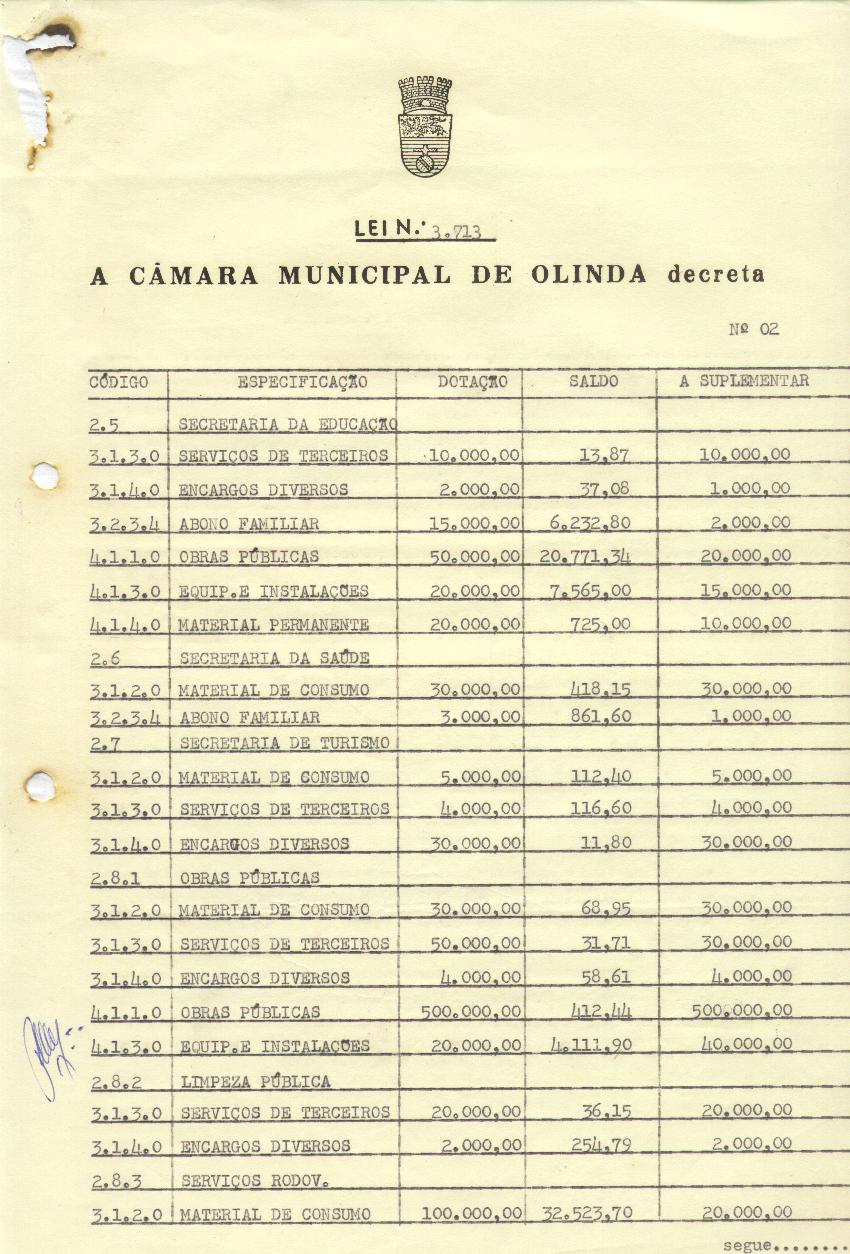 LEI N.º 3.713
A CÂMARA MUNICIPAL DE OLINDA decreta
Nº 02
CÓDIGO ESPECIFICAÇÃO DOTAÇÃO SALDO A SUPLEMENTAR
2.5 SECRETARIA DA EDUCAÇÃO
3.1.3.0 SERVIÇOS DE TERCEIROS 10.000,00 13,87 10.000,00
3.1.4.0 ENCARGOS DIVERSOS 2.000,00 37,08 1.000,00
3.2.3.4 ABONO FAMILIAR 15.000,00 6.232,80 2.000,00
4.1.1.0 OBRAS PÚBLICAS 50.000,00 20.771,34 20.000,00
4.1.3.0 EQUIP.E INSTALAÇÕES 20.000,00 7.565,00 15.000,00
4.1.4.0 MATERIAL PERMANENTE 20.000,00 725,00 10.000,00
2.6 SECRETARIA DA SAÚDE
3.1.2.0 MATERIAL DE CONSUMO 30.000,00 418,15 30.000,00
3.2.3.4 ABONO FAMILIAR 3.000,00 861,60 1.000,00
2.7 SECRETARIA DE TURISMO
3.1.2.0 MATERIAL DE CONSUMO 5.000,00 112,40 5.000,00
3.1.3.0 SERVIÇOS DE TERCEIROS 4.000,00 116,60 4.000,00
3.1.4.0 ENCARGOS DIVERSOS 30.000,00 11,80 30.000,00
2.8.1 OBRAS PÚBLICAS
3.1.2.0 MATERIAL DE CONSUMO 30.000,00 68,95 30.000,00
3.1.3.0 SERVIÇOS DE TERCEIROS 50.000,00 31,71 30.000,00
3.1.4.0 ENCARGOS DIVERSOS 4.000,00 58,61 4.000,00
4.1.1.0 OBRAS PÚBLICAS 500.000,00 412,44 500.000,00
4.1.3.0 EQUIP.E INSTALAÇÕES 20.000,00 4.111,90 40.000,00
2.8.2 LIMPEZA PÚBLICA
3.1.3.0 SERVIÇOS DE TERCEIROS 20.000,00 36,15 20.000,00
3.1.4.0 ENCARGOS DIVERSOS 2.000,00 254,79 2.000,00
2.8.3 SERVIÇOS RODOV.
3.1.2.0 MATERIAL DE CONSUMO 100.000,00 32.523,70 20.000,00
segue........